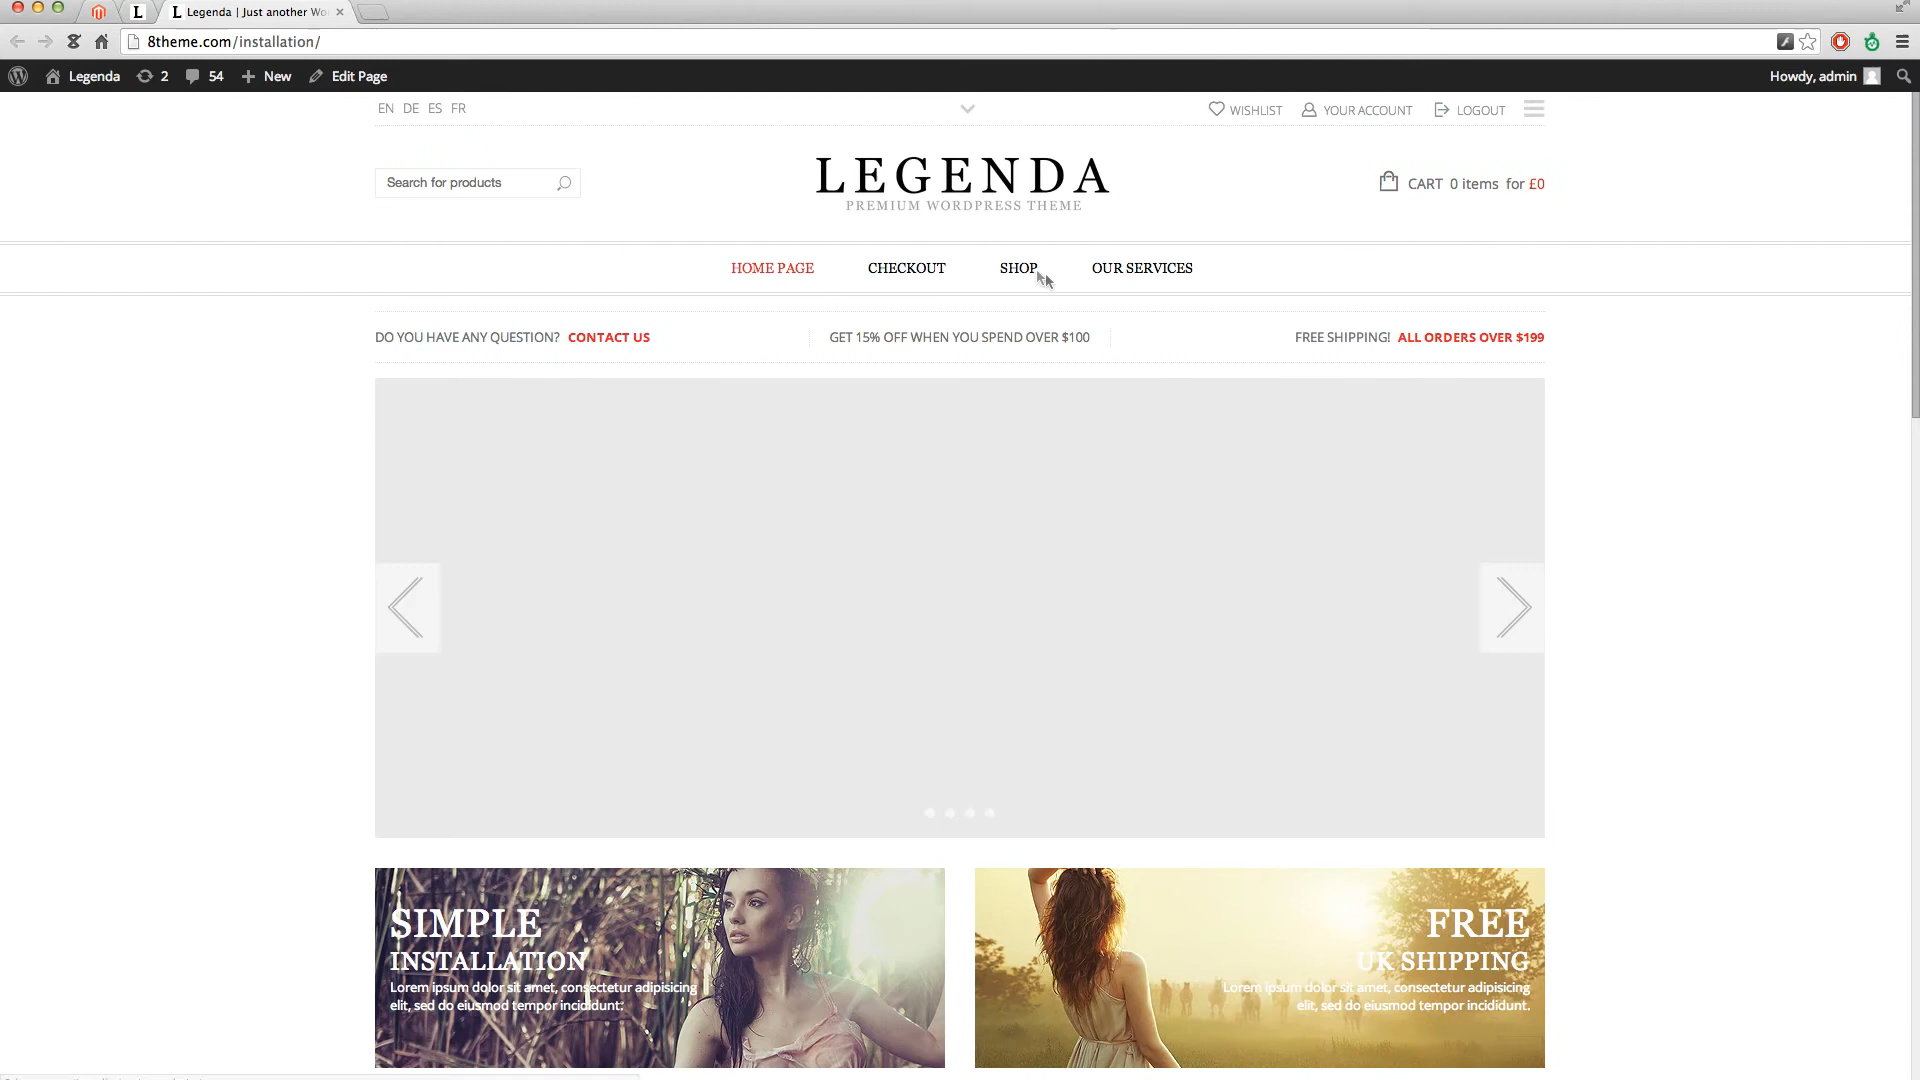 L
L Legenda | Just another Wo
8theme.com/installation/
Legenda 2 54 New Edit Page
Howdy, admin
EN DE ES FR
WISHLIST YOUR ACCOUNT LOGOUT
Search for products
LEGENDA
PREMIUM WORDPRESS THEME
CART 0 items for £0
HOME PAGE CHECKOUT SHOP OUR SERVICES
DO YOU HAVE ANY QUESTION? CONTACT US
GET 15% OFF WHEN YOU SPEND OVER $100
FREE SHIPPING! ALL ORDERS OVER $199
SIMPLE
INSTALLATION
Lorem ipsum dolor sit amet, consectetur adipisicing
elit, sed do eiusmod tempor incididunt.
FREE
UK SHIPPING
Lorem ipsum dolor sit amet, consectetur adipisicing
elit, sed do eiusmod tempor incididunt.